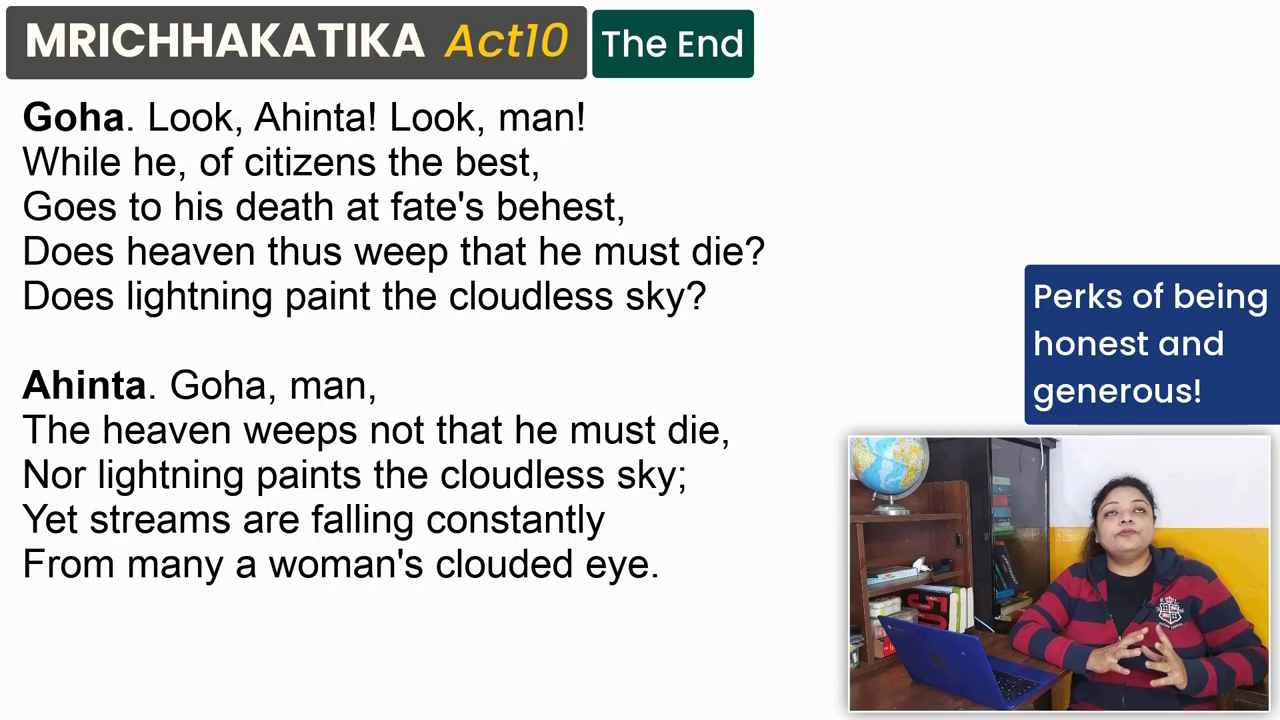 MRICHHAKATIKA Act10 The End
Goha. Look, Ahinta! Look, man!
While he, of citizens the best,
Goes to his death at fate's behest,
Does heaven thus weep that he must die?
Does lightning paint the cloudless sky?
Ahinta. Goha, man,
The heaven weeps not that he must die,
Nor lightning paints the cloudless sky;
Yet streams are falling constantly
From many a woman's clouded eye.
Perks of being
honest and
generous!